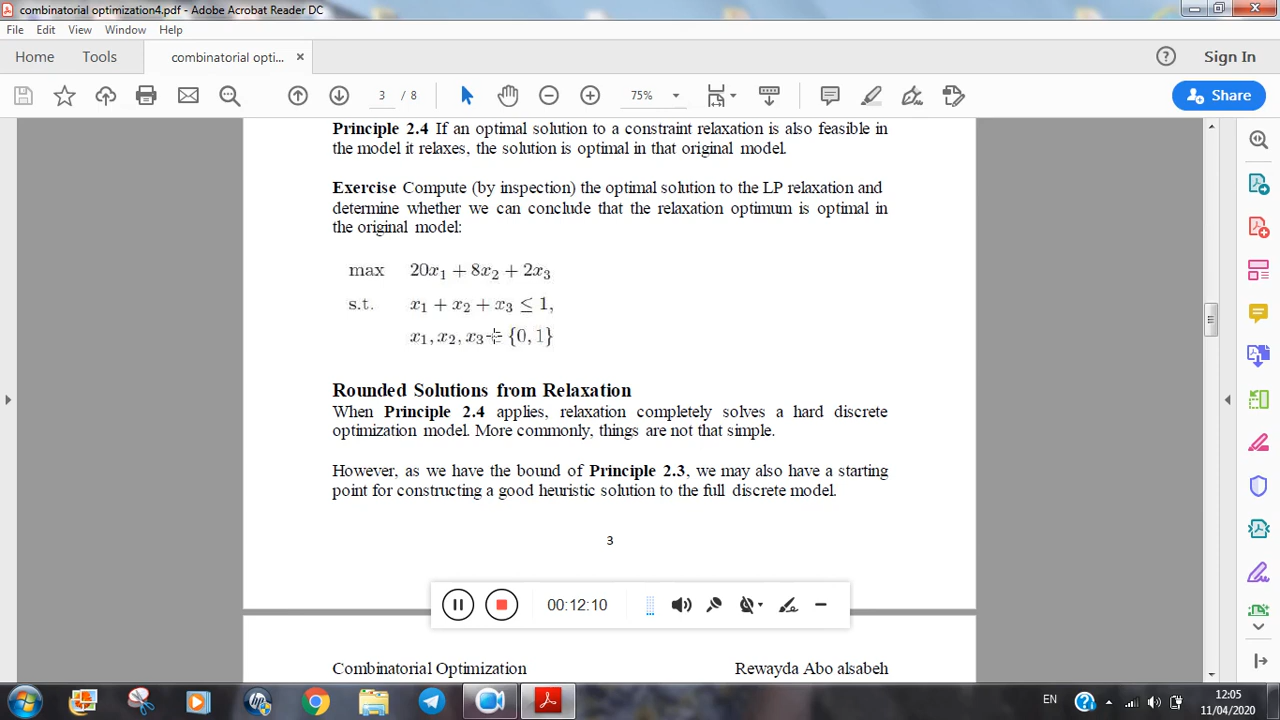 combinatorial optimization4.pdf - Adobe Acrobat Reader DC
File Edit View Window Help
Home Tools combinatorial opti... × Sign In
3 / 8 75% Share
Principle 2.4 If an optimal solution to a constraint relaxation is also feasible in
the model it relaxes, the solution is optimal in that original model.
Exercise Compute (by inspection) the optimal solution to the LP relaxation and
determine whether we can conclude that the relaxation optimum is optimal in
the original model:
max 20x₁ + 8x₂ + 2x₃
s.t. x₁ + x₂ + x₃ ≤ 1,
x₁, x₂, x₃ = {0, 1}
Rounded Solutions from Relaxation
When Principle 2.4 applies, relaxation completely solves a hard discrete
optimization model. More commonly, things are not that simple.
However, as we have the bound of Principle 2.3, we may also have a starting
point for constructing a good heuristic solution to the full discrete model.
3
00:12:10
Combinatorial Optimization Rewayda Abo alsabeh
EN 12:05
11/04/2020